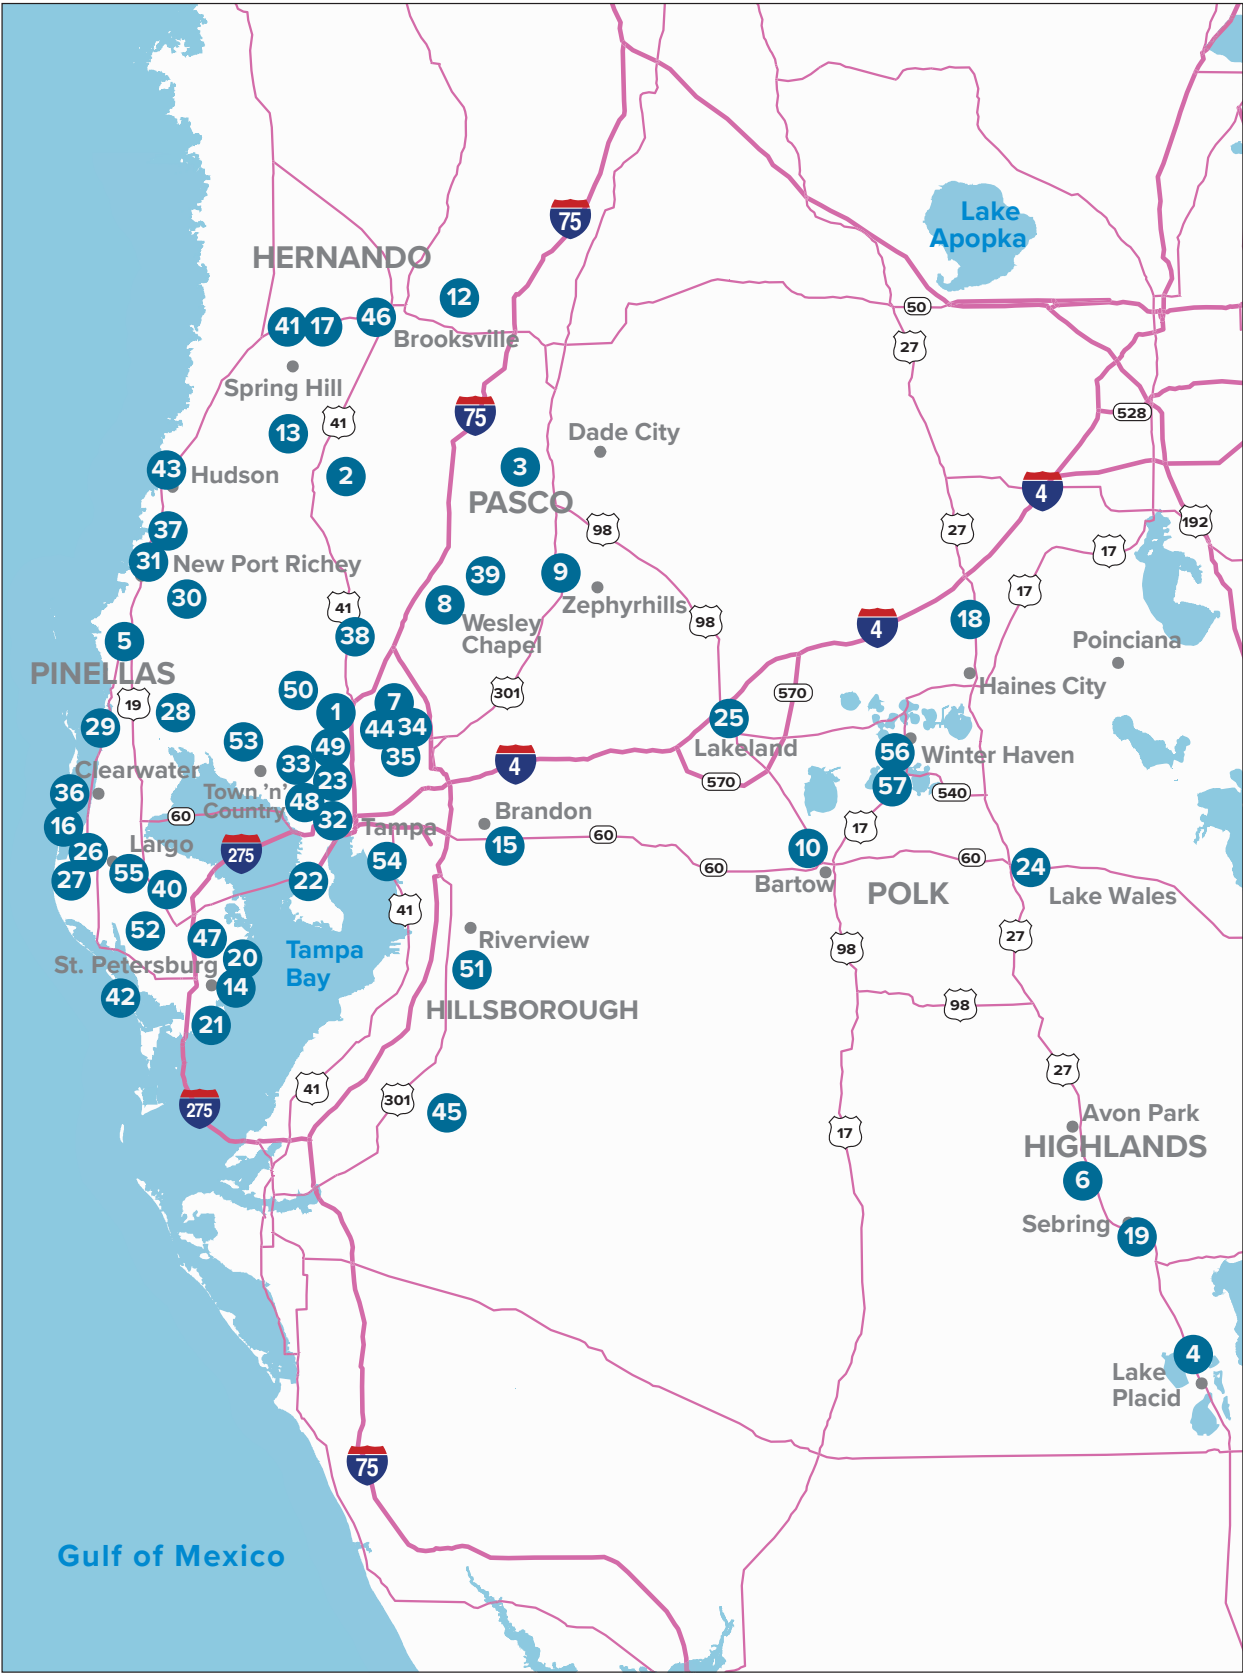 75
Lake
Apopka
HERNANDO
12
50
41
17
46
Brooksville
27
Spring Hill
75
41
528
13
Dade City
43
Hudson
2
3
PASCO
4
37
98
27
192
31
New Port Richey
17
39
9
30
8
Zephyrhills
17
41
Wesley
Chapel
98
4
18
5
38
Poinciana
PINELLAS
Haines City
50
301
570
19
28
1
7
29
44
34
25
53
49
Lakeland
35
56
Winter Haven
33
4
Clearwater
23
570
57
540
36
Town 'n'
Country
48
60
32
Tampa
Brandon
16
17
Largo
15
60
26
275
54
10
60
24
55
60
27
40
22
Bartow
POLK
Lake Wales
41
52
47
27
Riverview
98
Tampa
Bay
20
St. Petersburg
51
14
42
HILLSBOROUGH
98
21
27
41
301
275
45
Avon Park
17
HIGHLANDS
6
Sebring
19
4
Lake
Placid
75
Gulf of Mexico